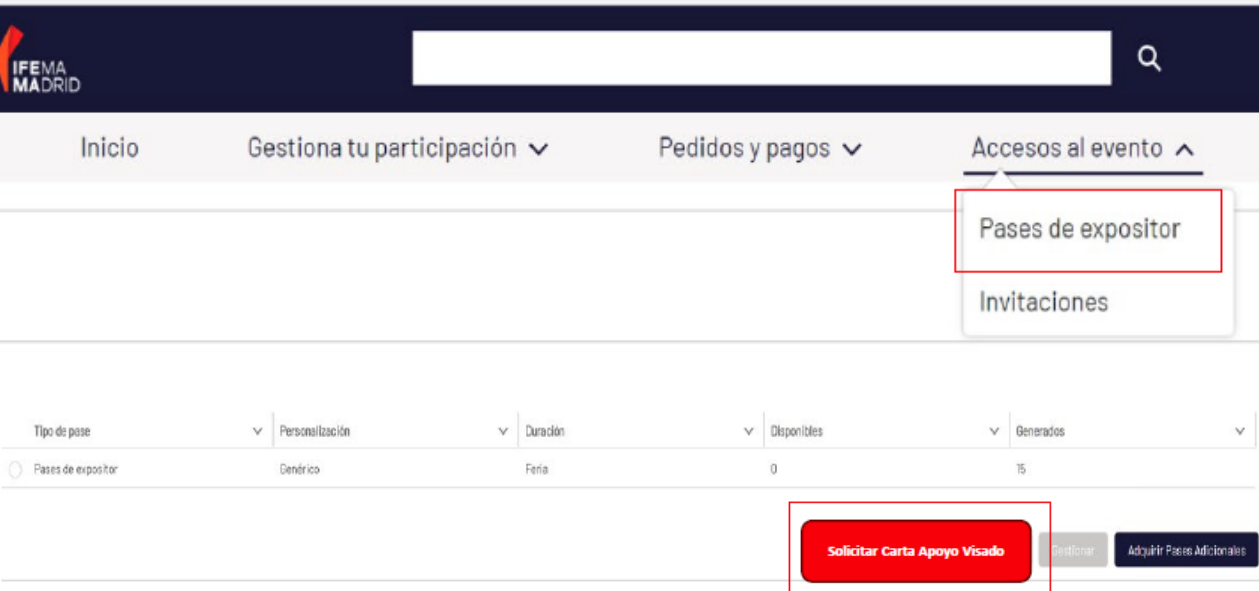 IFEMA
MADRID
Inicio Gestiona tu participación Pedidos y pagos Accesos al evento
Pases de expositor
Invitaciones
Tipo de pase Personalización Duración Disponibles Generados
Pases de expositor Genérico Feria 0 15
Solicitar Carta Apoyo Visado Gestionar Adquirir Pases Adicionales